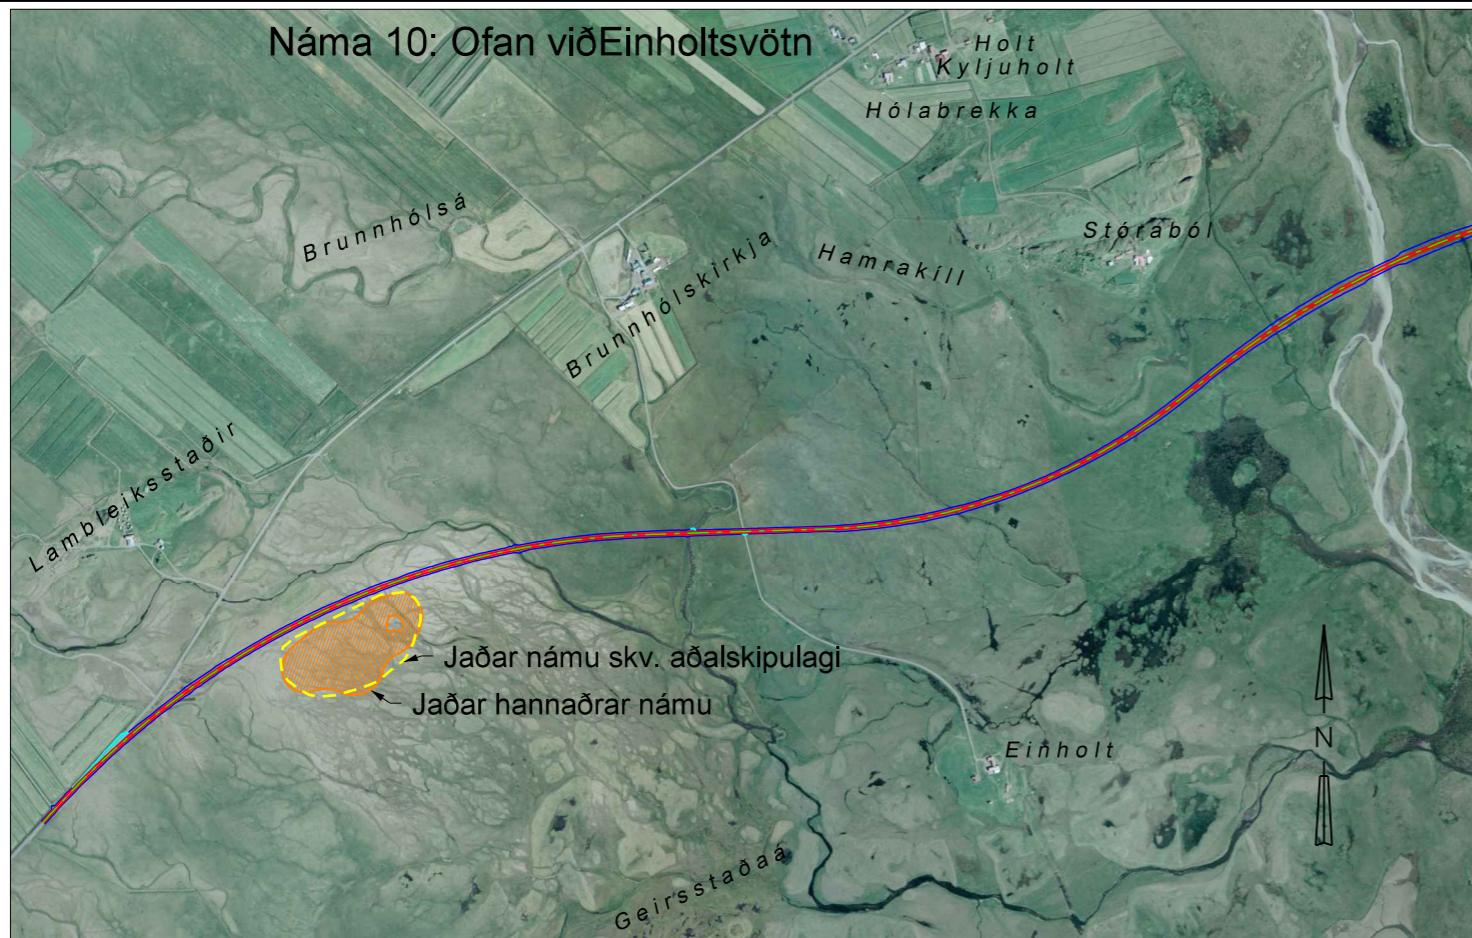 Náma 10: Ofan viðEinholtsvötn
Holt
Kyljuholt
Hólabrekka
Brunnhólsá
Brunnhólskirkja
Hamrakíll
Stóraból
Lambleiksstaðir
Jaðar námu skv. aðalskipulagi
Jaðar hannaðrar námu
N
Einholt
Geirsstaðaá